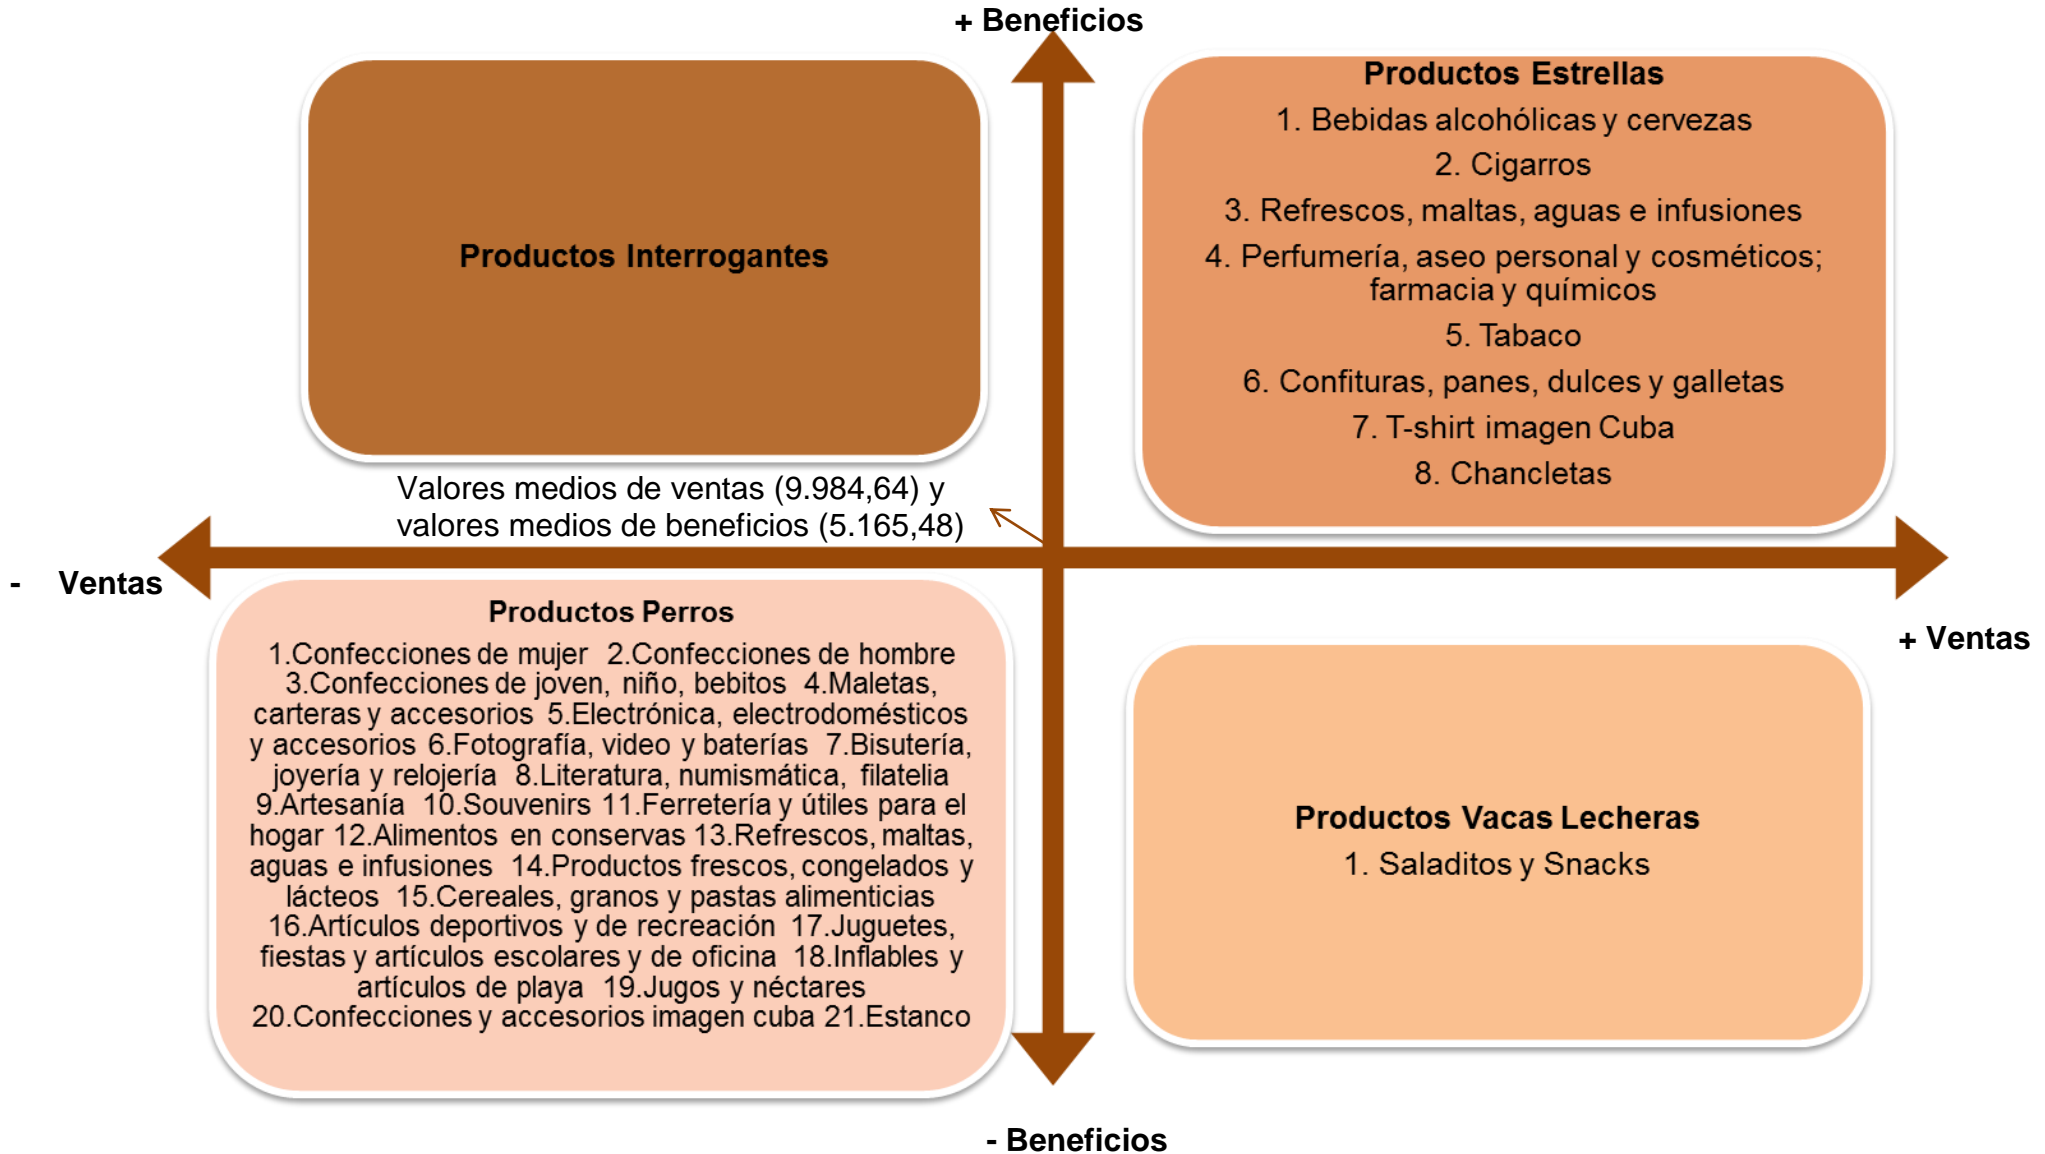 + Beneficios
Productos Interrogantes
Productos Estrellas
1. Bebidas alcohólicas y cervezas
2. Cigarros
3. Refrescos, maltas, aguas e infusiones
4. Perfumería, aseo personal y cosméticos;
farmacia y químicos
5. Tabaco
6. Confituras, panes, dulces y galletas
7. T-shirt imagen Cuba
8. Chancletas
Valores medios de ventas (9.984,64) y
valores medios de beneficios (5.165,48)
- Ventas
+ Ventas
Productos Perros
1.Confecciones de mujer 2.Confecciones de hombre
3.Confecciones de joven, niño, bebitos 4.Maletas,
carteras y accesorios 5.Electrónica, electrodomésticos
y accesorios 6.Fotografía, video y baterías 7.Bisutería,
joyería y relojería 8.Literatura, numismática, filatelia
9.Artesanía 10.Souvenirs 11.Ferretería y útiles para el
hogar 12.Alimentos en conservas 13.Refrescos, maltas,
aguas e infusiones 14.Productos frescos, congelados y
lácteos 15.Cereales, granos y pastas alimenticias
16.Artículos deportivos y de recreación 17.Juguetes,
fiestas y artículos escolares y de oficina 18.Inflables y
artículos de playa 19.Jugos y néctares
20.Confecciones y accesorios imagen cuba 21.Estanco
Productos Vacas Lecheras
1. Saladitos y Snacks
- Beneficios